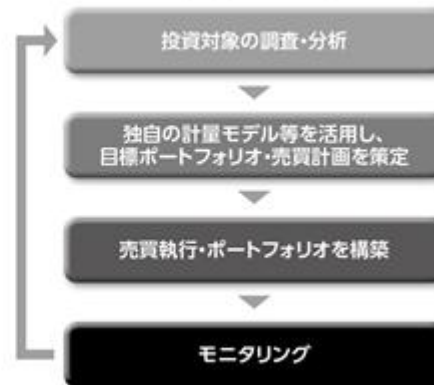 投資対象の調査・分析
独自の計量モデル等を活用し、
目標ポートフォリオ・売買計画を策定
売買執行・ポートフォリオを構築
モニタリング